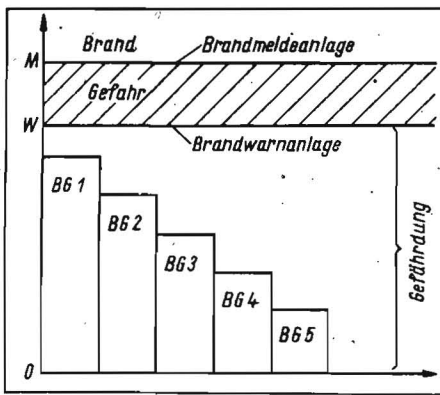 Brand
Brandmeldeanlage
M
Gefahr
W
Brandwarnanlage
BG 1
BG 2
BG 3
BG 4
BG 5
Gefährdung
0